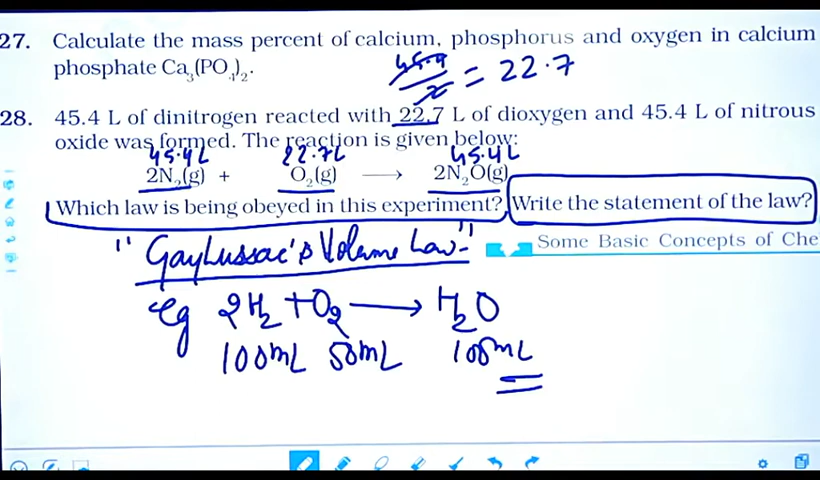 27. Calculate the mass percent of calcium, phosphorus and oxygen in calcium
phosphate Ca₃(PO₄)₂.
45.4/2 = 22.7
28. 45.4 L of dinitrogen reacted with 22.7 L of dioxygen and 45.4 L of nitrous
oxide was formed. The reaction is given below:
45.4L 22.7L 45.4L
2N₂(g) + O₂(g) ⟶ 2N₂O(g)
Which law is being obeyed in this experiment? Write the statement of the law?
Some Basic Concepts of Che
"GayLussac's Volume Law"
eg 2H₂ + O₂ ⟶ H₂O
100mL 50mL 100mL